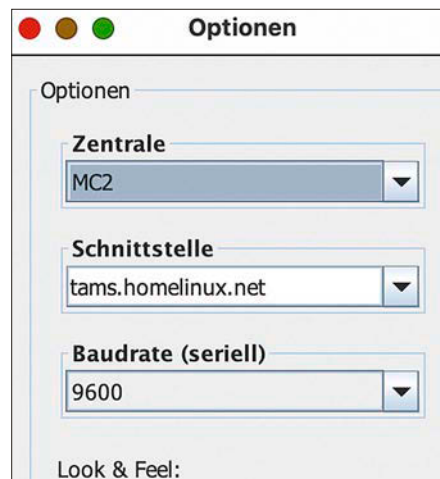 Optionen
Optionen
Zentrale
MC2
Schnittstelle
tams.homelinux.net
Baudrate (seriell)
9600
Look & Feel: